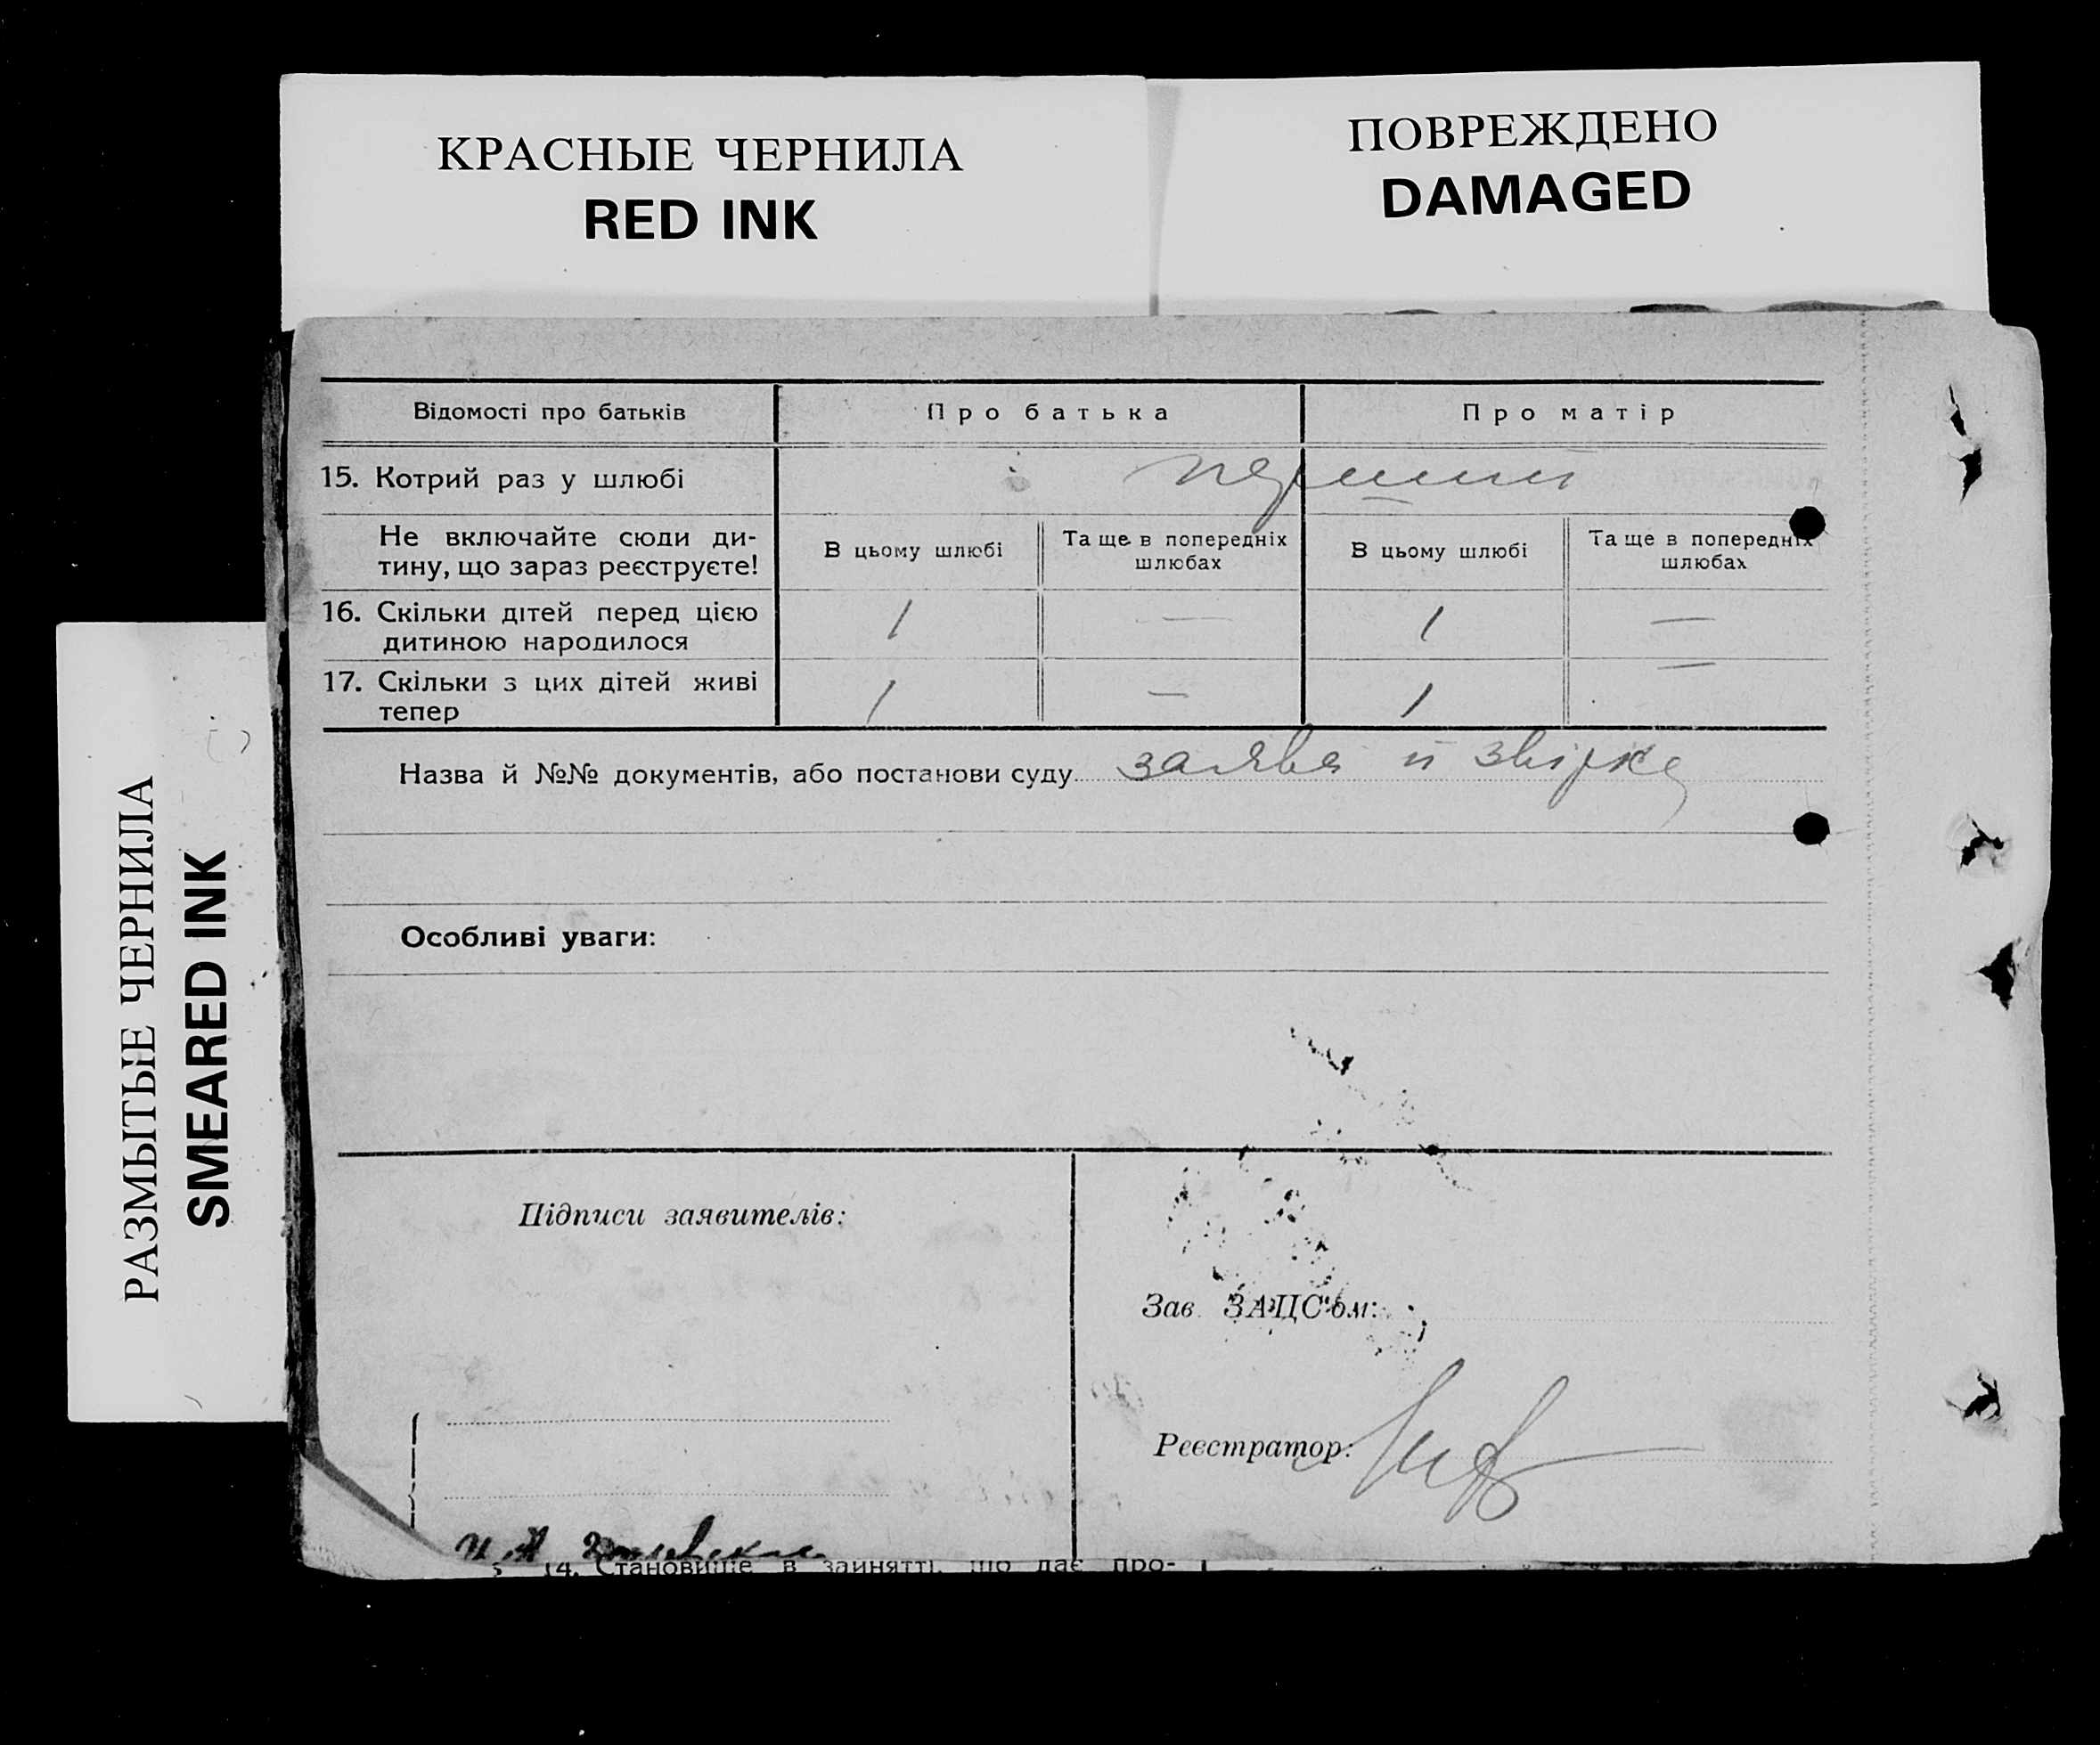 КРАСНЫЕ ЧЕРНИЛА
RED INK
ПОВРЕЖДЕНО
DAMAGED
РАЗМЫТЫЕ ЧЕРНИЛА
SMEARED INK
Відомості про батьків Про батька Про матір
15. Котрий раз у шлюбі перший
Не включайте сюди ди-
тину, що зараз реєструєте!
В цьому шлюбі
Та ще в попередніх
шлюбах
В цьому шлюбі
Та ще в попередніх
шлюбах
16. Скільки дітей перед цією
дитиною народилося 1 — 1 —
17. Скільки з цих дітей живі
тепер 1 — 1 —
Назва й №№ документів, або постанови суду заява й
Особливі уваги:
Підписи заявителів:
Зав. ЗАЦС'ом:
Реєстратор:
14. Становище в занятті, що дає про-